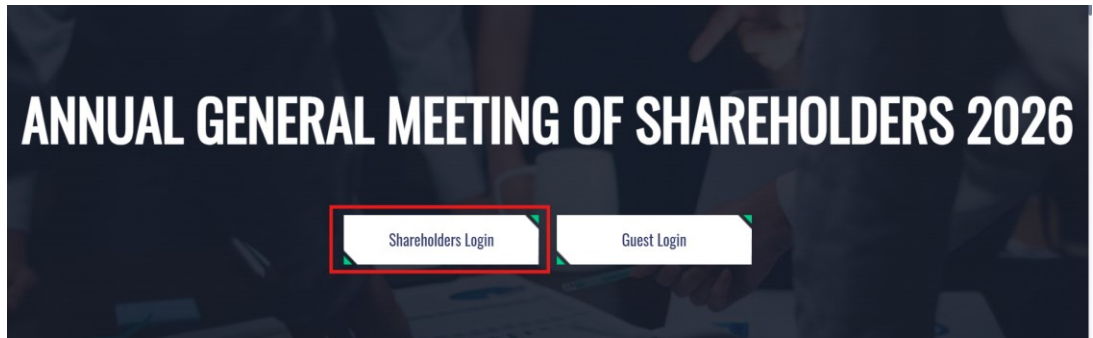 ANNUAL GENERAL MEETING OF SHAREHOLDERS 2026
Shareholders Login
Guest Login